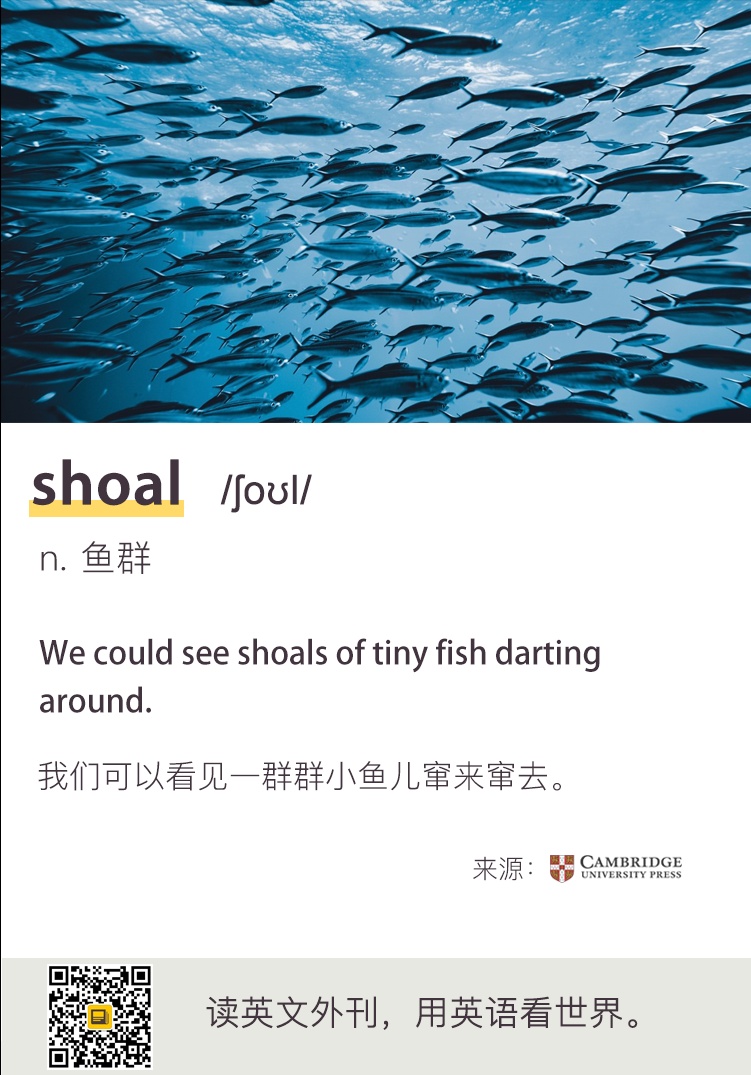 shoal /ʃoʊl/
n. 鱼群
We could see shoals of tiny fish darting
around.
我们可以看见一群群小鱼儿窜来窜去。
来源：CAMBRIDGE
UNIVERSITY PRESS
读英文外刊，用英语看世界。